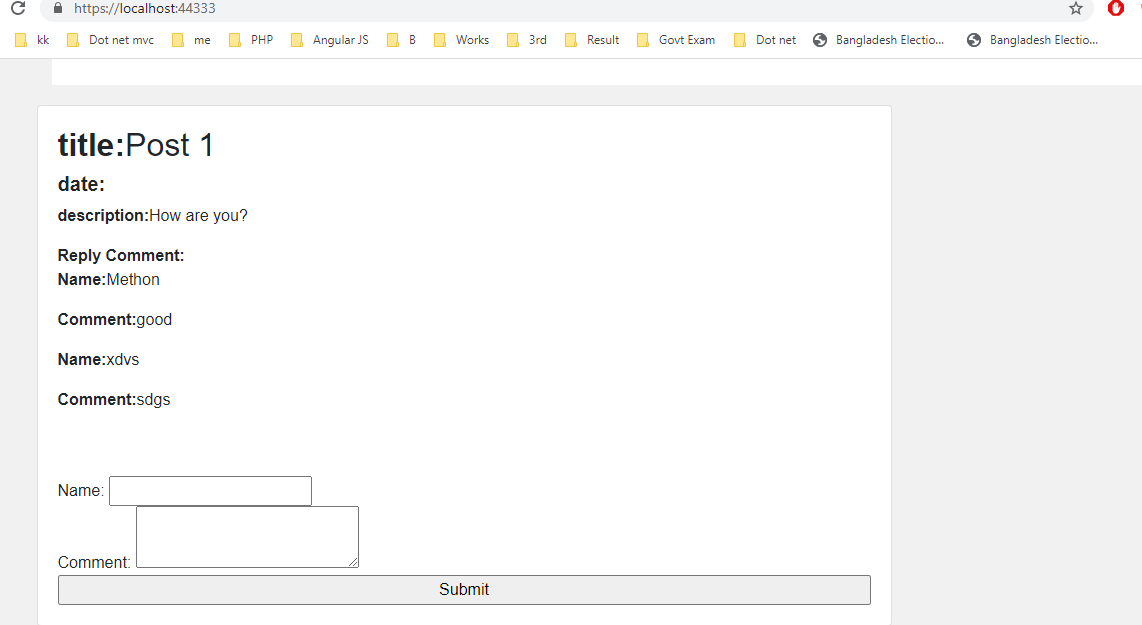 https://localhost:44333
kk Dot net mvc me PHP Angular JS B Works 3rd Result Govt Exam Dot net Bangladesh Electio... Bangladesh Electio...
title:Post 1
date:
description:How are you?
Reply Comment:
Name:Methon
Comment:good
Name:xdvs
Comment:sdgs
Name:
Comment:
Submit